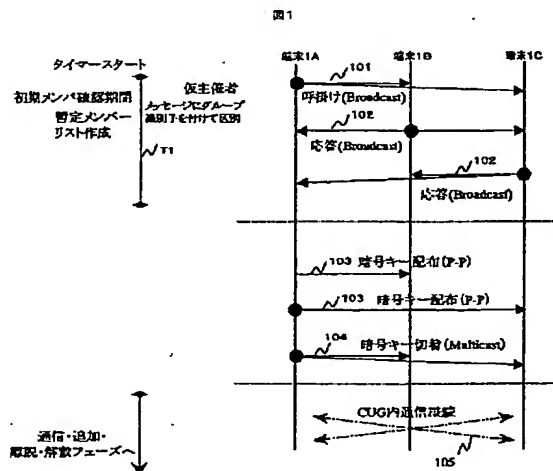 図1
端末1A
端末1B
端末1C
タイマースタート
101
仮主催者
初期メンバ確認期間
メッセージにグループ
呼掛け(Broadcast)
暫定メンバー
識別子を付けて区別
102
リスト作成
T1
応答(Broadcast)
102
応答(Broadcast)
103 暗号キー配布(P-P)
103 暗号キー配布(P-P)
104 暗号キー切替(Multicast)
CUG内通信継続
通信・追加・
離脱・解散フェーズへ
105